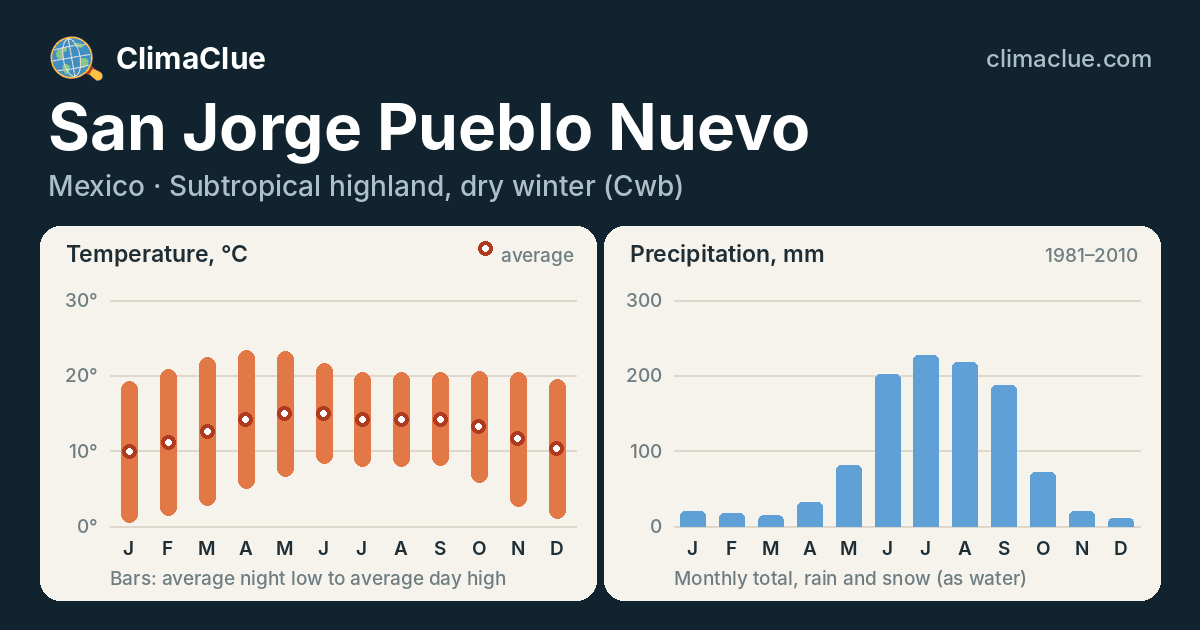 ClimaClue
climaclue.com
San Jorge Pueblo Nuevo
Mexico · Subtropical highland, dry winter (Cwb)
Temperature, °C
average
30°
20°
10°
0°
J F M A M J J A S O N D
Bars: average night low to average day high
Precipitation, mm
1981–2010
300
200
100
0
J F M A M J J A S O N D
Monthly total, rain and snow (as water)